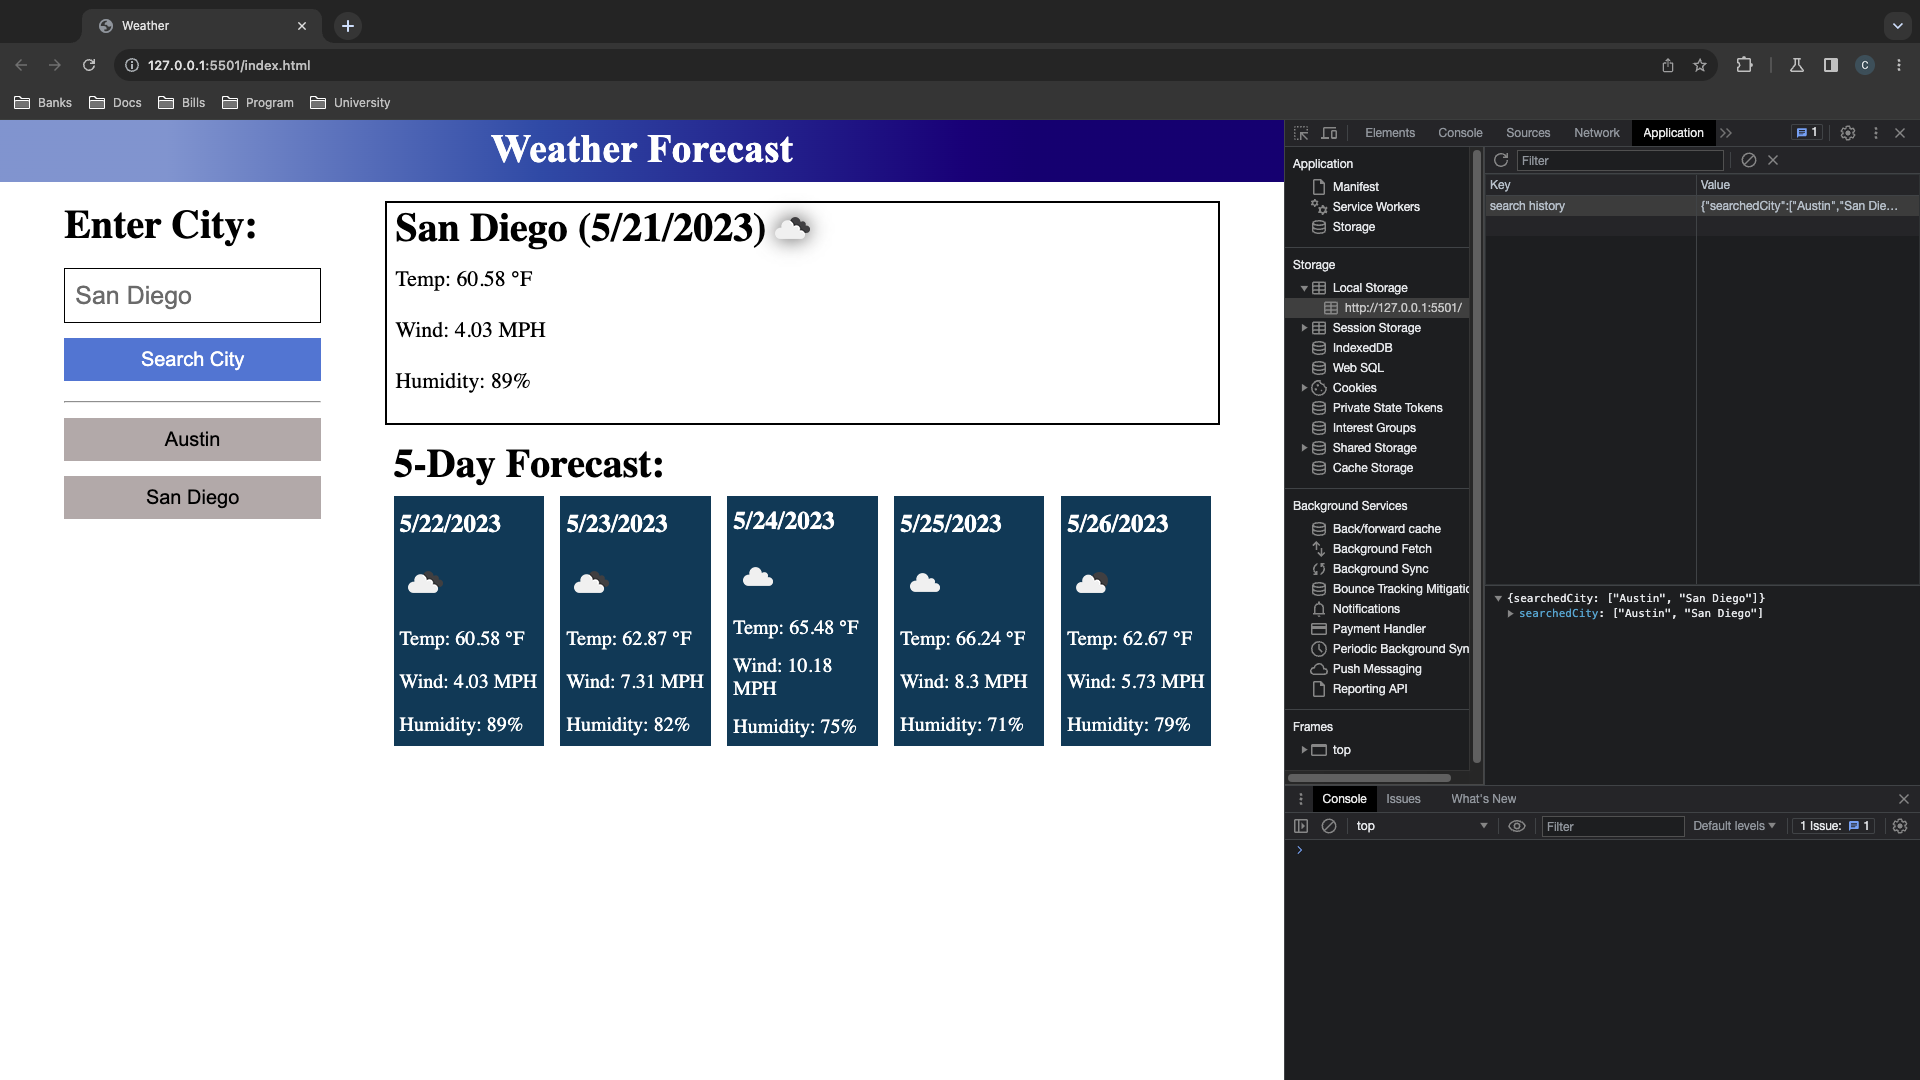 Weather
127.0.0.1:5501/index.html
C
Banks
Docs
Bills
Program
University
Weather Forecast
Enter City:
San Diego
Search City
Austin
San Diego
San Diego (5/21/2023)
Temp: 60.58 °F
Wind: 4.03 MPH
Humidity: 89%
5-Day Forecast:
5/22/2023
Temp: 60.58 °F
Wind: 4.03 MPH
Humidity: 89%
5/23/2023
Temp: 62.87 °F
Wind: 7.31 MPH
Humidity: 82%
5/24/2023
Temp: 65.48 °F
Wind: 10.18
MPH
Humidity: 75%
5/25/2023
Temp: 66.24 °F
Wind: 8.3 MPH
Humidity: 71%
5/26/2023
Temp: 62.67 °F
Wind: 5.73 MPH
Humidity: 79%
Elements Console Sources Network Application 1
Application
Manifest
Service Workers
Storage
Storage
Local Storage
http://127.0.0.1:5501/
Session Storage
IndexedDB
Web SQL
Cookies
Private State Tokens
Interest Groups
Shared Storage
Cache Storage
Background Services
Back/forward cache
Background Fetch
Background Sync
Bounce Tracking Mitigatic
Notifications
Payment Handler
Periodic Background Syn
Push Messaging
Reporting API
Frames
top
Filter
Key Value
search history {"searchedCity":["Austin","San Die…
{searchedCity: ["Austin", "San Diego"]}
searchedCity: ["Austin", "San Diego"]
Console Issues What's New
top Filter Default levels 1 Issue: 1